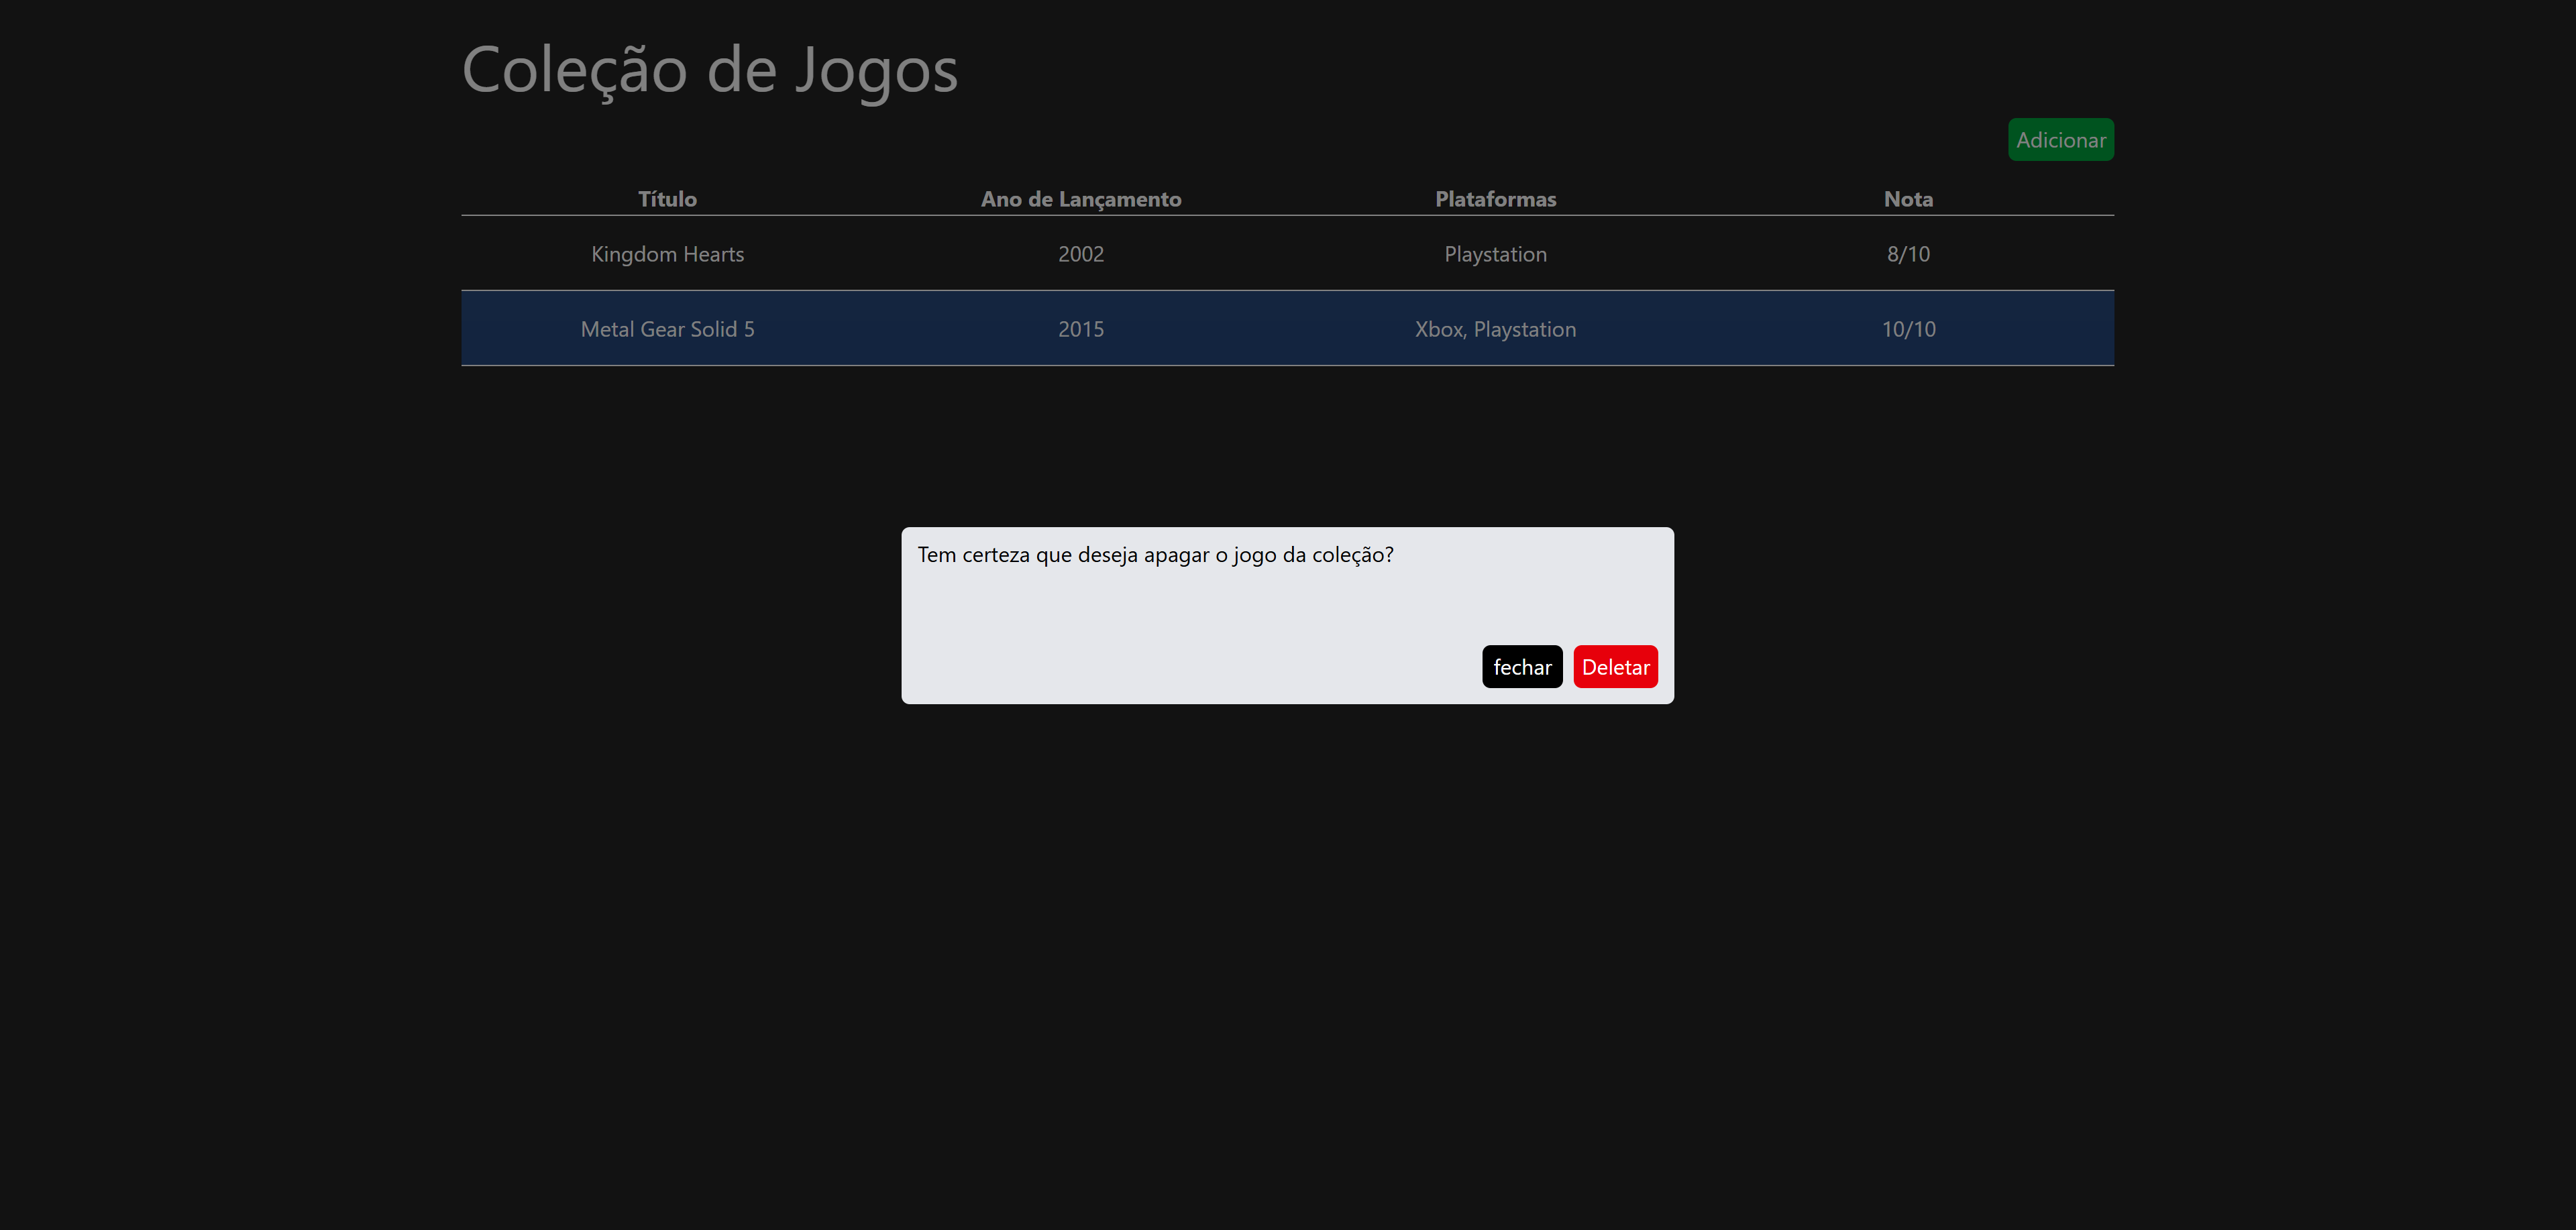 Coleção de Jogos
Adicionar
Título Ano de Lançamento Plataformas Nota
Kingdom Hearts 2002 Playstation 8/10
Metal Gear Solid 5 2015 Xbox, Playstation 10/10
Tem certeza que deseja apagar o jogo da coleção?
fechar Deletar